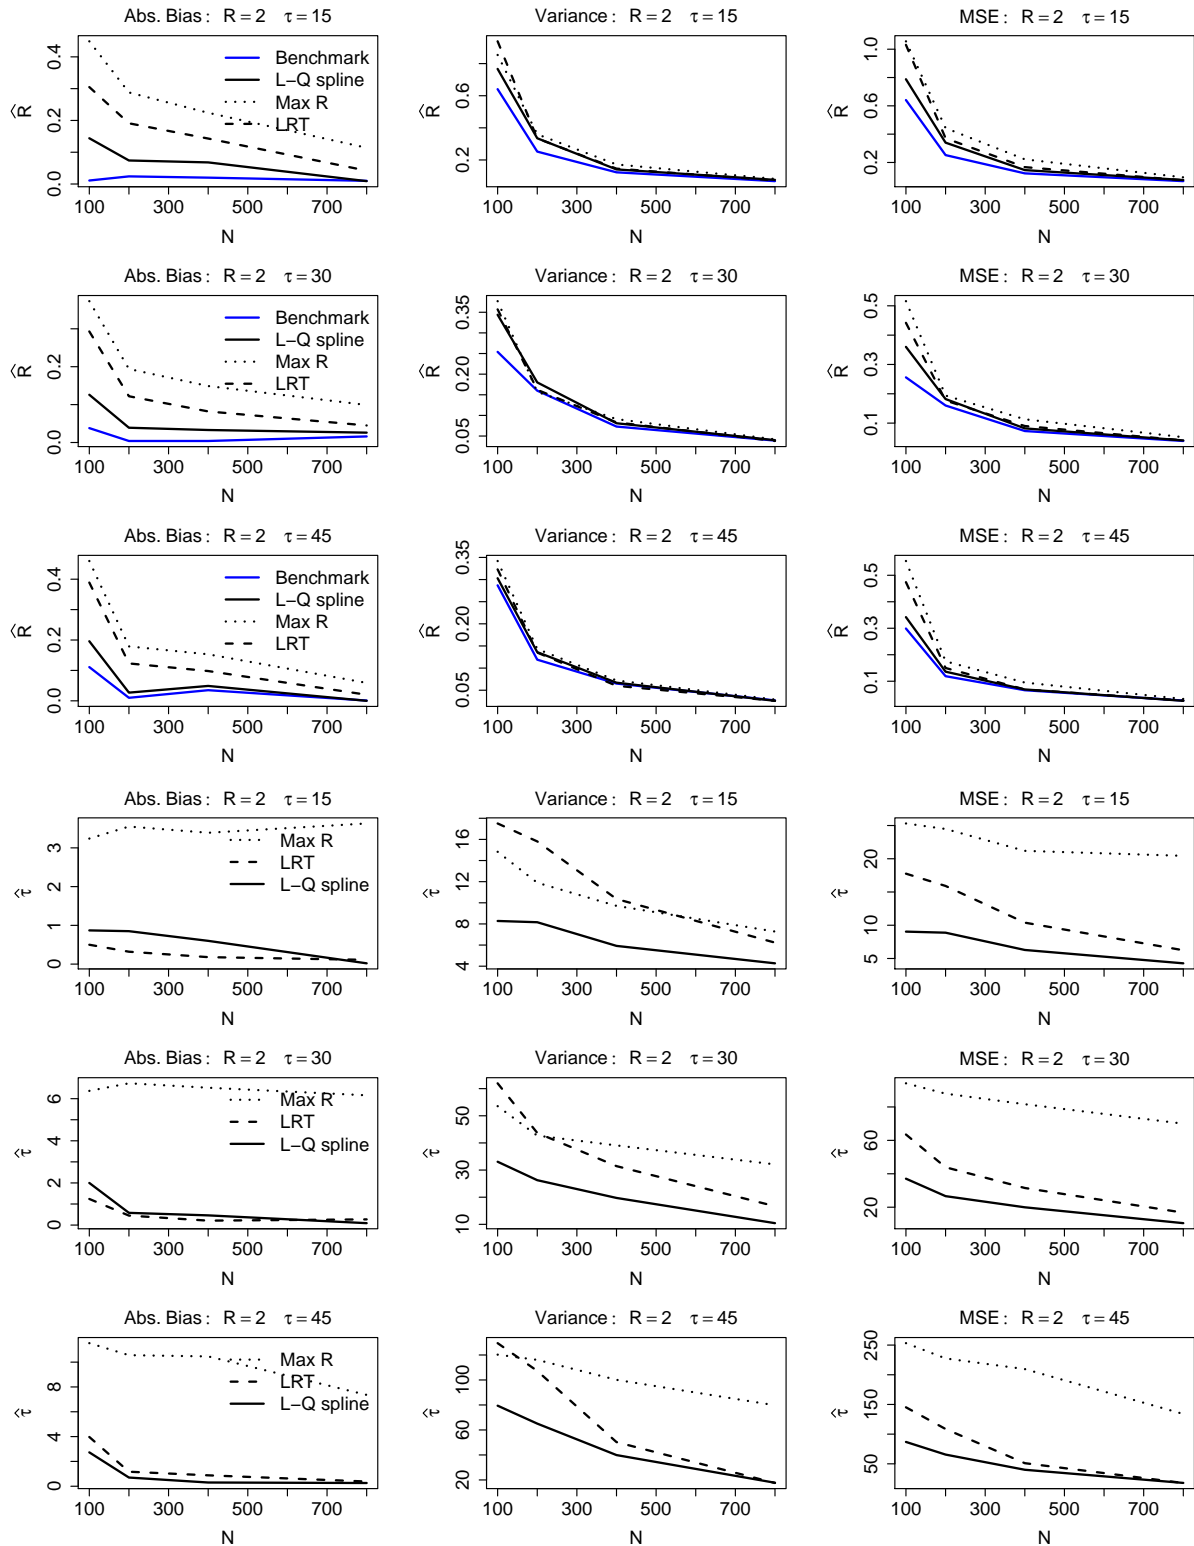 Abs. Bias : R = 2 τ = 15
0.0 0.2 0.4
R̂
Benchmark
L−Q spline
Max R
LRT
100 300 500 700
N
Variance : R = 2 τ = 15
0.2 0.6
R̂
100 300 500 700
N
MSE : R = 2 τ = 15
0.2 0.6 1.0
R̂
100 300 500 700
N
Abs. Bias : R = 2 τ = 30
0.0 0.2
R̂
Benchmark
L−Q spline
Max R
LRT
100 300 500 700
N
Variance : R = 2 τ = 30
0.05 0.20 0.35
R̂
100 300 500 700
N
MSE : R = 2 τ = 30
0.1 0.3 0.5
R̂
100 300 500 700
N
Abs. Bias : R = 2 τ = 45
0.0 0.2 0.4
R̂
Benchmark
L−Q spline
Max R
LRT
100 300 500 700
N
Variance : R = 2 τ = 45
0.05 0.20 0.35
R̂
100 300 500 700
N
MSE : R = 2 τ = 45
0.1 0.3 0.5
R̂
100 300 500 700
N
Abs. Bias : R = 2 τ = 15
0 1 2 3
τ̂
Max R
LRT
L−Q spline
100 300 500 700
N
Variance : R = 2 τ = 15
4 8 12 16
τ̂
100 300 500 700
N
MSE : R = 2 τ = 15
5 10 20
τ̂
100 300 500 700
N
Abs. Bias : R = 2 τ = 30
0 2 4 6
τ̂
Max R
LRT
L−Q spline
100 300 500 700
N
Variance : R = 2 τ = 30
10 30 50
τ̂
100 300 500 700
N
MSE : R = 2 τ = 30
20 60
τ̂
100 300 500 700
N
Abs. Bias : R = 2 τ = 45
0 4 8
τ̂
Max R
LRT
L−Q spline
100 300 500 700
N
Variance : R = 2 τ = 45
20 60 100
τ̂
100 300 500 700
N
MSE : R = 2 τ = 45
50 150 250
τ̂
100 300 500 700
N